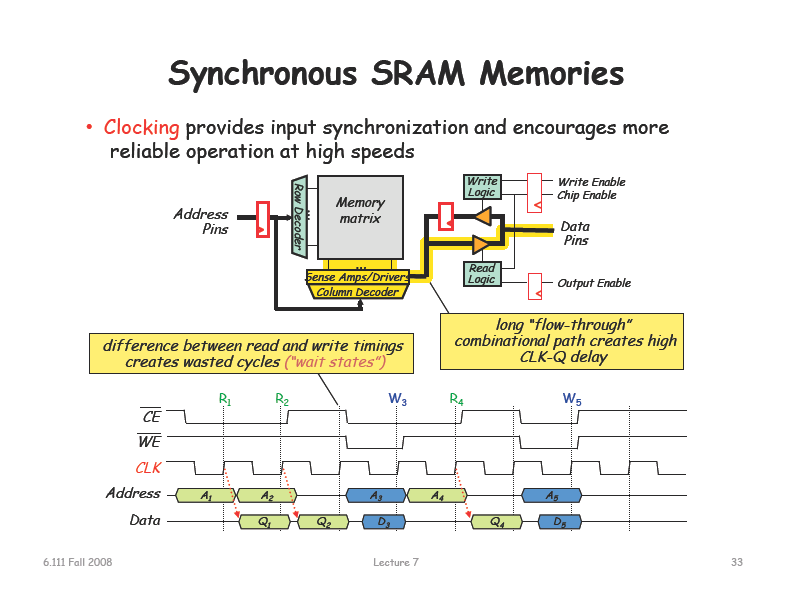 Synchronous SRAM Memories
• Clocking provides input synchronization and encourages more
reliable operation at high speeds
Address
Pins
Row Decoder
Memory
matrix
Sense Amps/Drivers
Column Decoder
Write
Logic
Read
Logic
Write Enable
Chip Enable
Data
Pins
Output Enable
difference between read and write timings
creates wasted cycles ("wait states")
long "flow-through"
combinational path creates high
CLK-Q delay
R1 R2 W3 R4 W5
CE
WE
CLK
Address A1 A2 A3 A4 A5
Data Q1 Q2 D3 Q4 D5
6.111 Fall 2008 Lecture 7 33